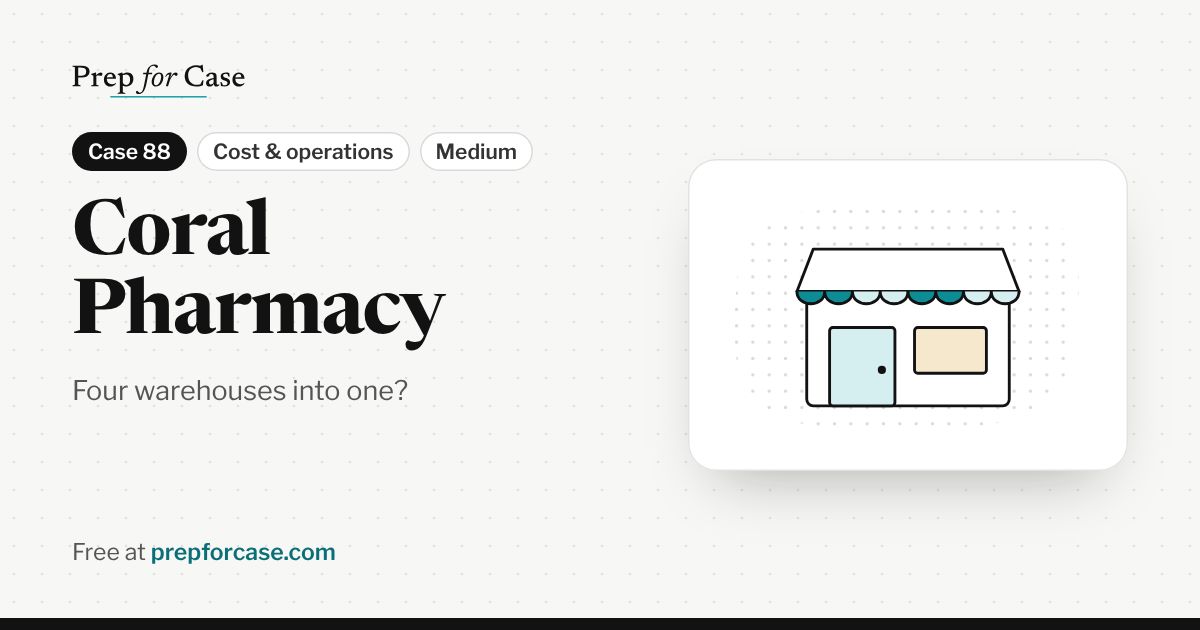 Prep for Case
Case 88 Cost & operations Medium
Coral
Pharmacy
Four warehouses into one?
Free at prepforcase.com